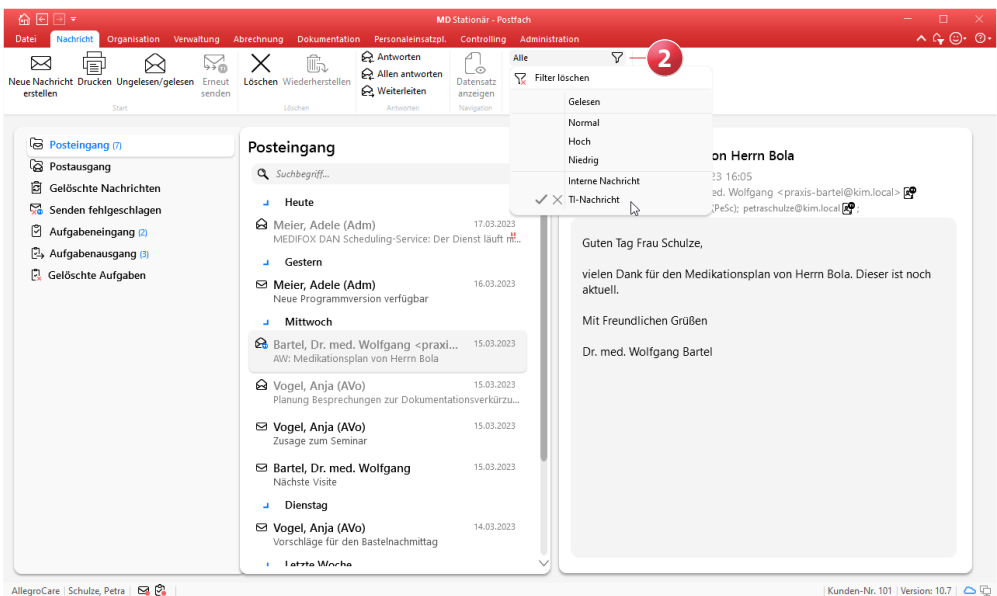 MD Stationär - Postfach
Datei Nachricht Organisation Verwaltung Abrechnung Dokumentation Personaleinsatzpl. Controlling Administration
Neue Nachricht erstellen
Drucken
Ungelesen/gelesen
Erneut senden
Start
Löschen
Wiederherstellen
Löschen
Antworten
Allen antworten
Weiterleiten
Antworten
Datensatz anzeigen
Navigation
Alle
2
Filter löschen
Gelesen
Normal
Hoch
Niedrig
Interne Nachricht
TI-Nachricht
Posteingang (7)
Postausgang
Gelöschte Nachrichten
Senden fehlgeschlagen
Aufgabeneingang (2)
Aufgabenausgang (3)
Gelöschte Aufgaben
Posteingang
Suchbegriff...
Heute
Meier, Adele (Adm) 17.03.2023
MEDIFOX DAN Scheduling-Service: Der Dienst läuft
Gestern
Meier, Adele (Adm) 16.03.2023
Neue Programmversion verfügbar
Mittwoch
Bartel, Dr. med. Wolfgang <praxi... 15.03.2023
AW: Medikationsplan von Herrn Bola
Vogel, Anja (AVo) 15.03.2023
Planung Besprechungen zur Dokumentationsverkürzu...
Vogel, Anja (AVo) 15.03.2023
Zusage zum Seminar
Bartel, Dr. med. Wolfgang 15.03.2023
Nächste Visite
Dienstag
Vogel, Anja (AVo) 14.03.2023
Vorschläge für den Bastelnachmittag
Letzte Woche
on Herrn Bola
23 16:05
ed. Wolfgang <praxis-bartel@kim.local>
(PeSc); petraschulze@kim.local ;
Guten Tag Frau Schulze,
vielen Dank für den Medikationsplan von Herrn Bola. Dieser ist noch
aktuell.
Mit Freundlichen Grüßen
Dr. med. Wolfgang Bartel
AllegroCare Schulze, Petra
Kunden-Nr. 101 Version: 10.7